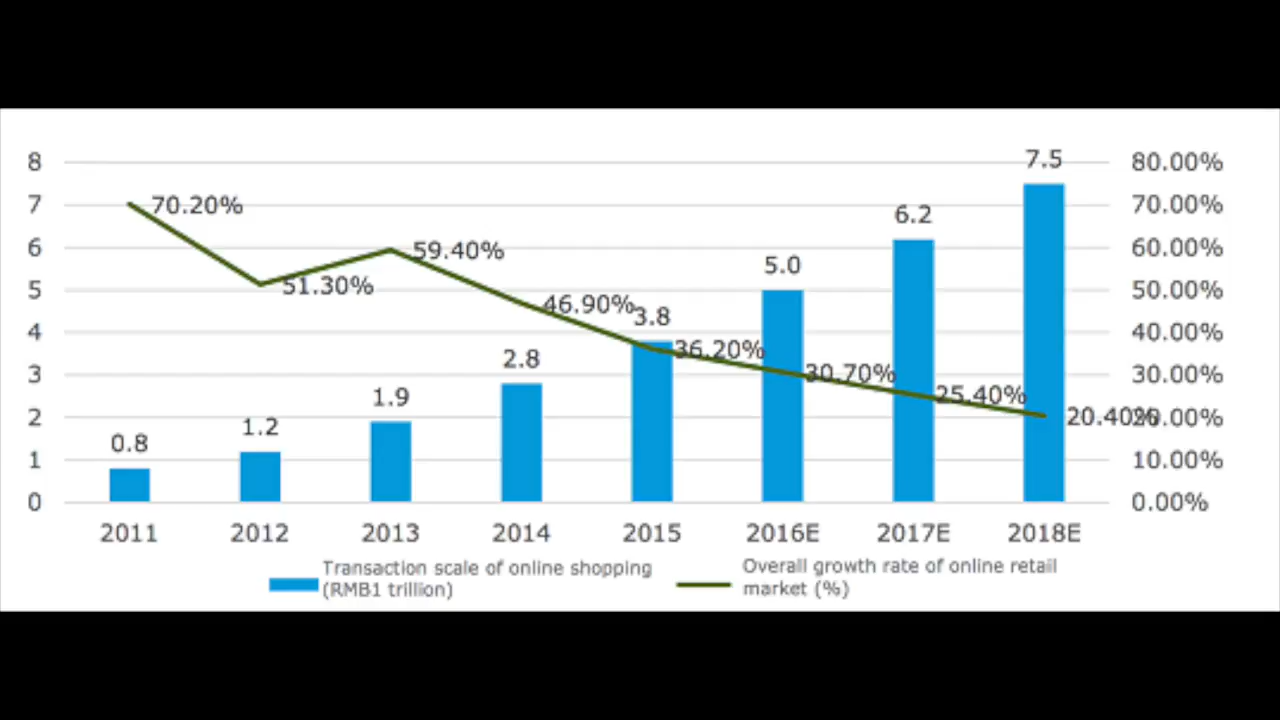 7.5
8 80.00%
7 70.20% 6.2 70.00%
6 59.40% 5.0 60.00%
5 51.30% 50.00%
46.90% 3.8
4 2.8 36.20% 40.00%
3 1.9 30.70% 30.00%
25.40%
2 0.8 1.2 20.40% 20.00%
1 10.00%
0 0.00%
2011 2012 2013 2014 2015 2016E 2017E 2018E
Transaction scale of online shopping
(RMB1 trillion)
Overall growth rate of online retail
market (%)